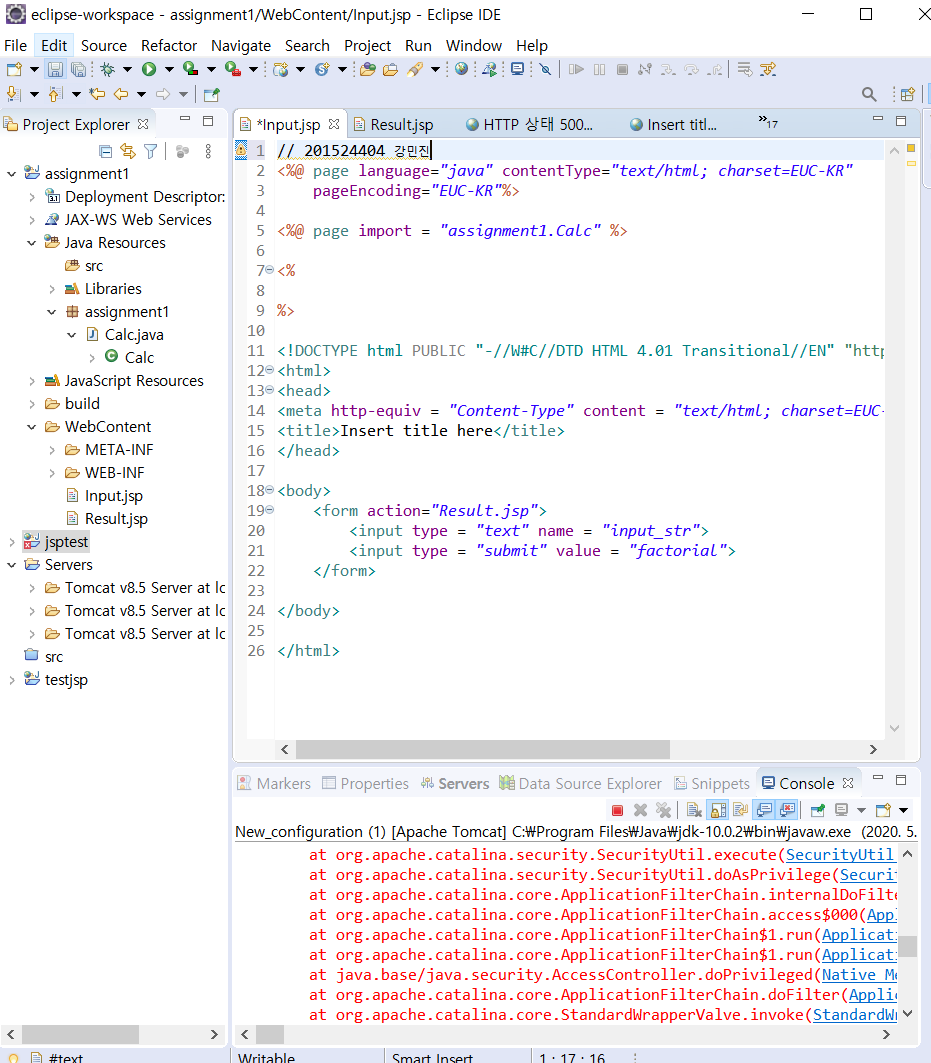 eclipse-workspace - assignment1/WebContent/Input.jsp - Eclipse IDE
File Edit Source Refactor Navigate Search Project Run Window Help
Project Explorer
assignment1
Deployment Descriptor:
JAX-WS Web Services
Java Resources
src
Libraries
assignment1
Calc.java
Calc
JavaScript Resources
build
WebContent
META-INF
WEB-INF
Input.jsp
Result.jsp
jsptest
Servers
Tomcat v8.5 Server at lc
Tomcat v8.5 Server at lc
Tomcat v8.5 Server at lc
src
testjsp
*Input.jsp Result.jsp HTTP 상태 500... Insert titl... »17
1 // 201524404 강민진
2 <%@ page language="java" contentType="text/html; charset=EUC-KR"
3 pageEncoding="EUC-KR"%>
4
5 <%@ page import = "assignment1.Calc" %>
6
7 <%
8
9 %>
10
11 <!DOCTYPE html PUBLIC "-//W#C//DTD HTML 4.01 Transitional//EN" "http
12 <html>
13 <head>
14 <meta http-equiv = "Content-Type" content = "text/html; charset=EUC-
15 <title>Insert title here</title>
16 </head>
17
18 <body>
19 <form action="Result.jsp">
20 <input type = "text" name = "input_str">
21 <input type = "submit" value = "factorial">
22 </form>
23
24 </body>
25
26 </html>
Markers Properties Servers Data Source Explorer Snippets Console
New_configuration (1) [Apache Tomcat] C:₩Program Files₩Java₩jdk-10.0.2₩bin₩javaw.exe (2020. 5.
at org.apache.catalina.security.SecurityUtil.execute(SecurityUtil
at org.apache.catalina.security.SecurityUtil.doAsPrivilege(Securi
at org.apache.catalina.core.ApplicationFilterChain.internalDoFilte
at org.apache.catalina.core.ApplicationFilterChain.access$000(Appl
at org.apache.catalina.core.ApplicationFilterChain$1.run(Applicati
at org.apache.catalina.core.ApplicationFilterChain$1.run(Applicati
at java.base/java.security.AccessController.doPrivileged(Native Me
at org.apache.catalina.core.ApplicationFilterChain.doFilter(Applic
at org.apache.catalina.core.StandardWrapperValve.invoke(StandardWr
#text Writable Smart Insert 1 : 17 : 16